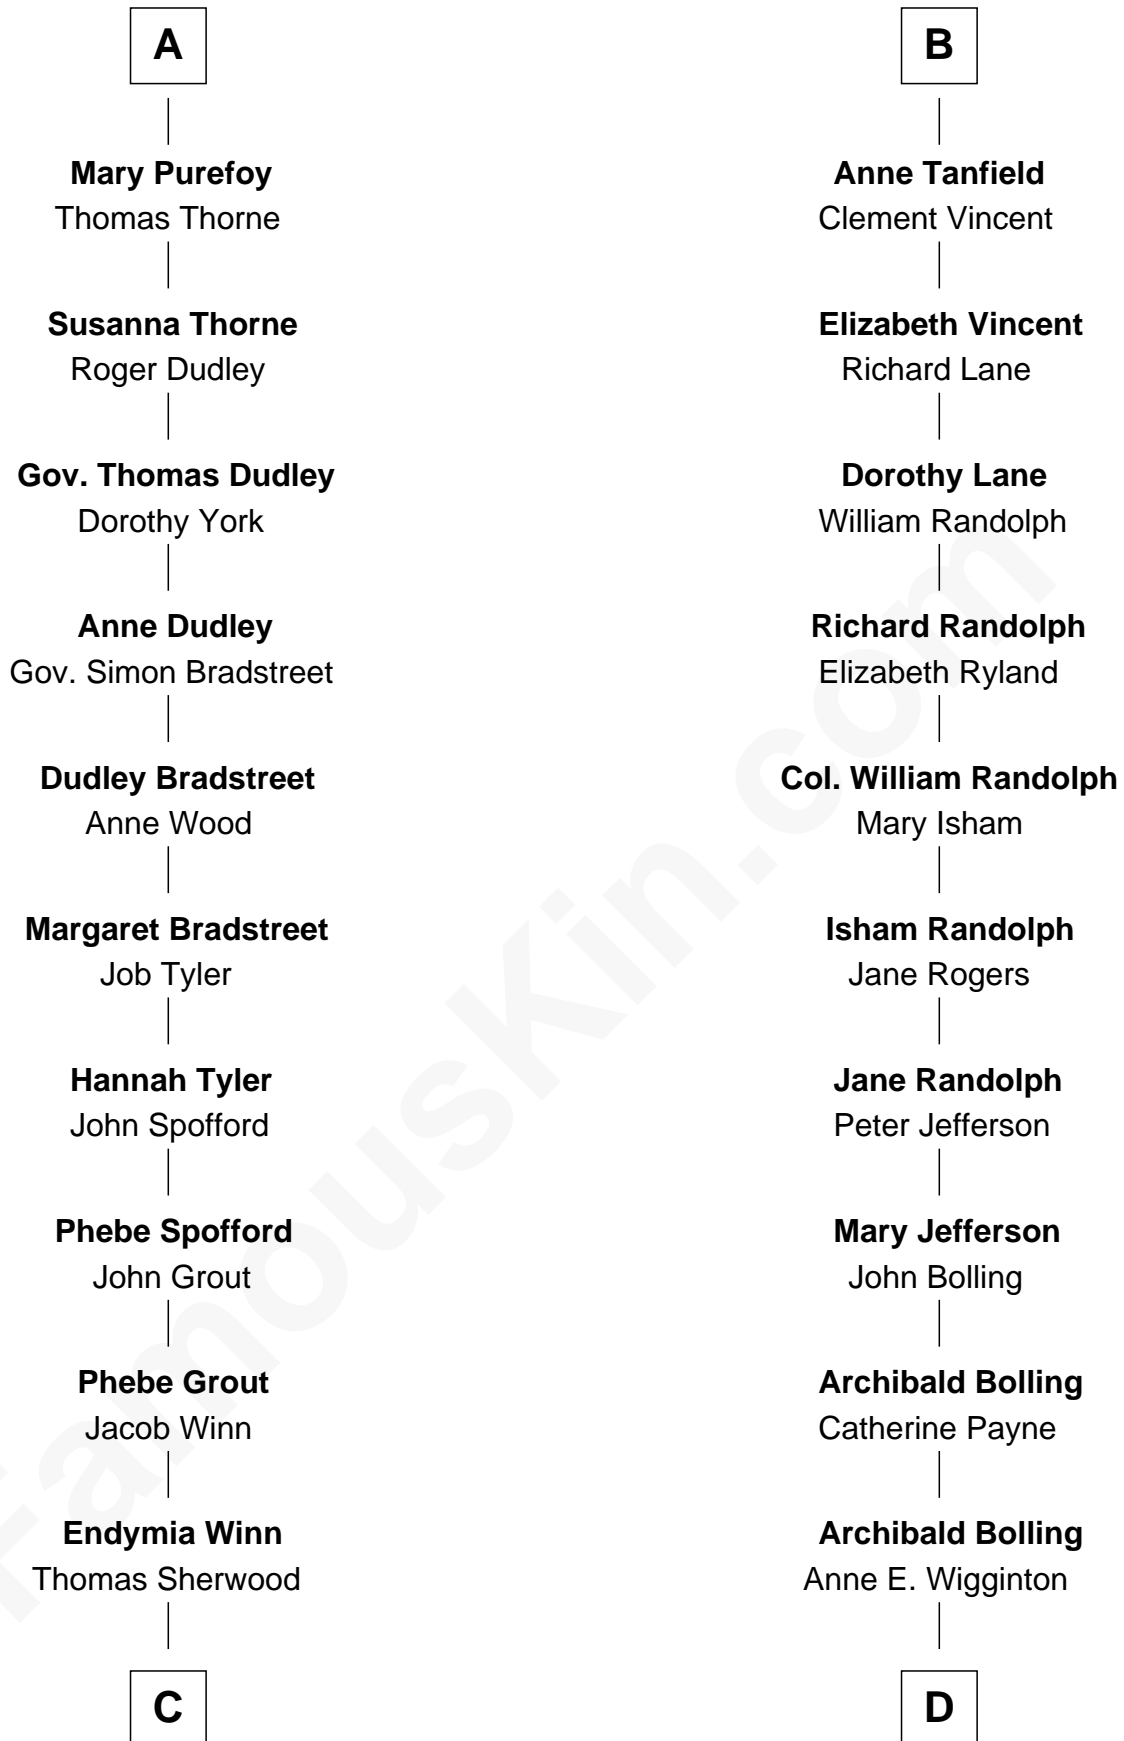 A
Mary Purefoy
Thomas Thorne
Susanna Thorne
Roger Dudley
Gov. Thomas Dudley
Dorothy York
Anne Dudley
Gov. Simon Bradstreet
Dudley Bradstreet
Anne Wood
Margaret Bradstreet
Job Tyler
Hannah Tyler
John Spofford
Phebe Spofford
John Grout
Phebe Grout
Jacob Winn
Endymia Winn
Thomas Sherwood
C
B
Anne Tanfield
Clement Vincent
Elizabeth Vincent
Richard Lane
Dorothy Lane
William Randolph
Richard Randolph
Elizabeth Ryland
Col. William Randolph
Mary Isham
Isham Randolph
Jane Rogers
Jane Randolph
Peter Jefferson
Mary Jefferson
John Bolling
Archibald Bolling
Catherine Payne
Archibald Bolling
Anne E. Wigginton
D
FamousKin.com